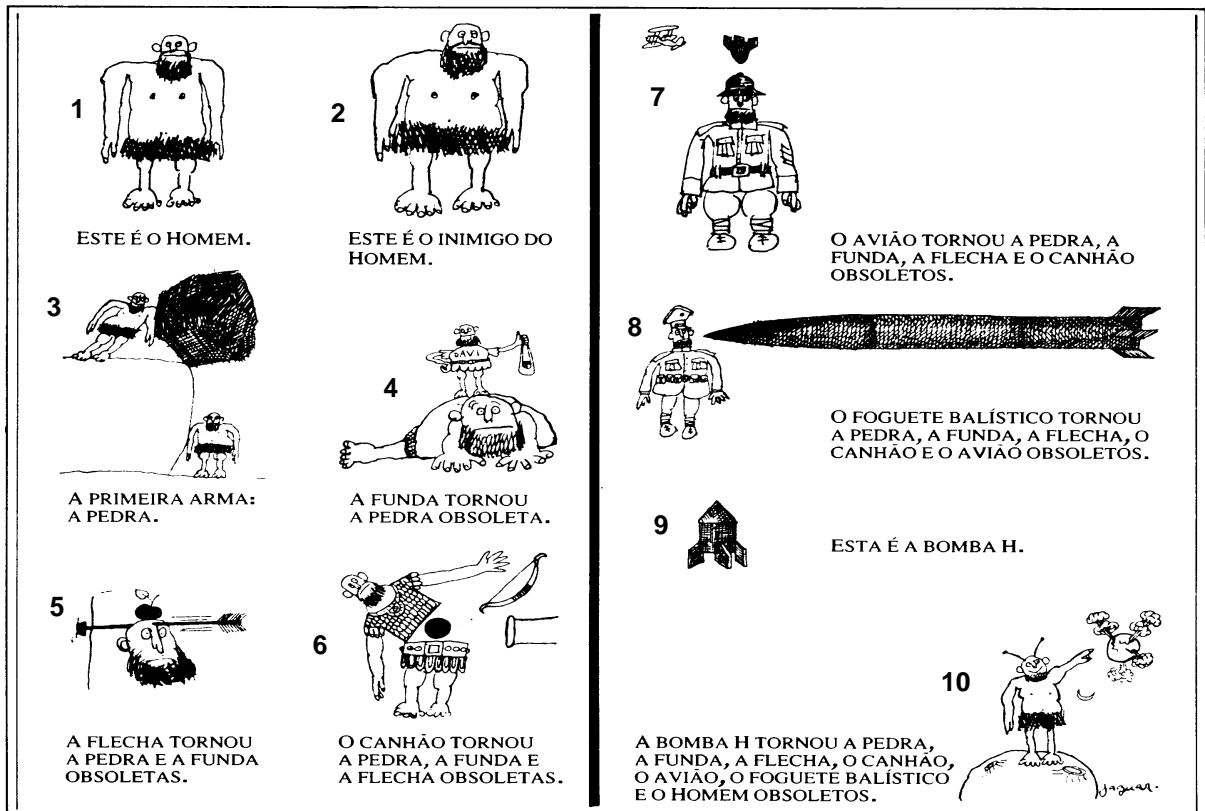 1
ESTE É O HOMEM.
2
ESTE É O INIMIGO DO
HOMEM.
3
A PRIMEIRA ARMA:
A PEDRA.
4
DAVI
A FUNDA TORNOU
A PEDRA OBSOLETA.
5
A FLECHA TORNOU
A PEDRA E A FUNDA
OBSOLETAS.
6
O CANHÃO TORNOU
A PEDRA, A FUNDA E
A FLECHA OBSOLETAS.
7
O AVIÃO TORNOU A PEDRA, A
FUNDA, A FLECHA E O CANHÃO
OBSOLETOS.
8
O FOGUETE BALÍSTICO TORNOU
A PEDRA, A FUNDA, A FLECHA, O
CANHÃO E O AVIÃO OBSOLETOS.
9
ESTA É A BOMBA H.
10
A BOMBA H TORNOU A PEDRA,
A FUNDA, A FLECHA, O CANHÃO,
O AVIÃO, O FOGUETE BALÍSTICO
E O HOMEM OBSOLETOS.
Jaguar.